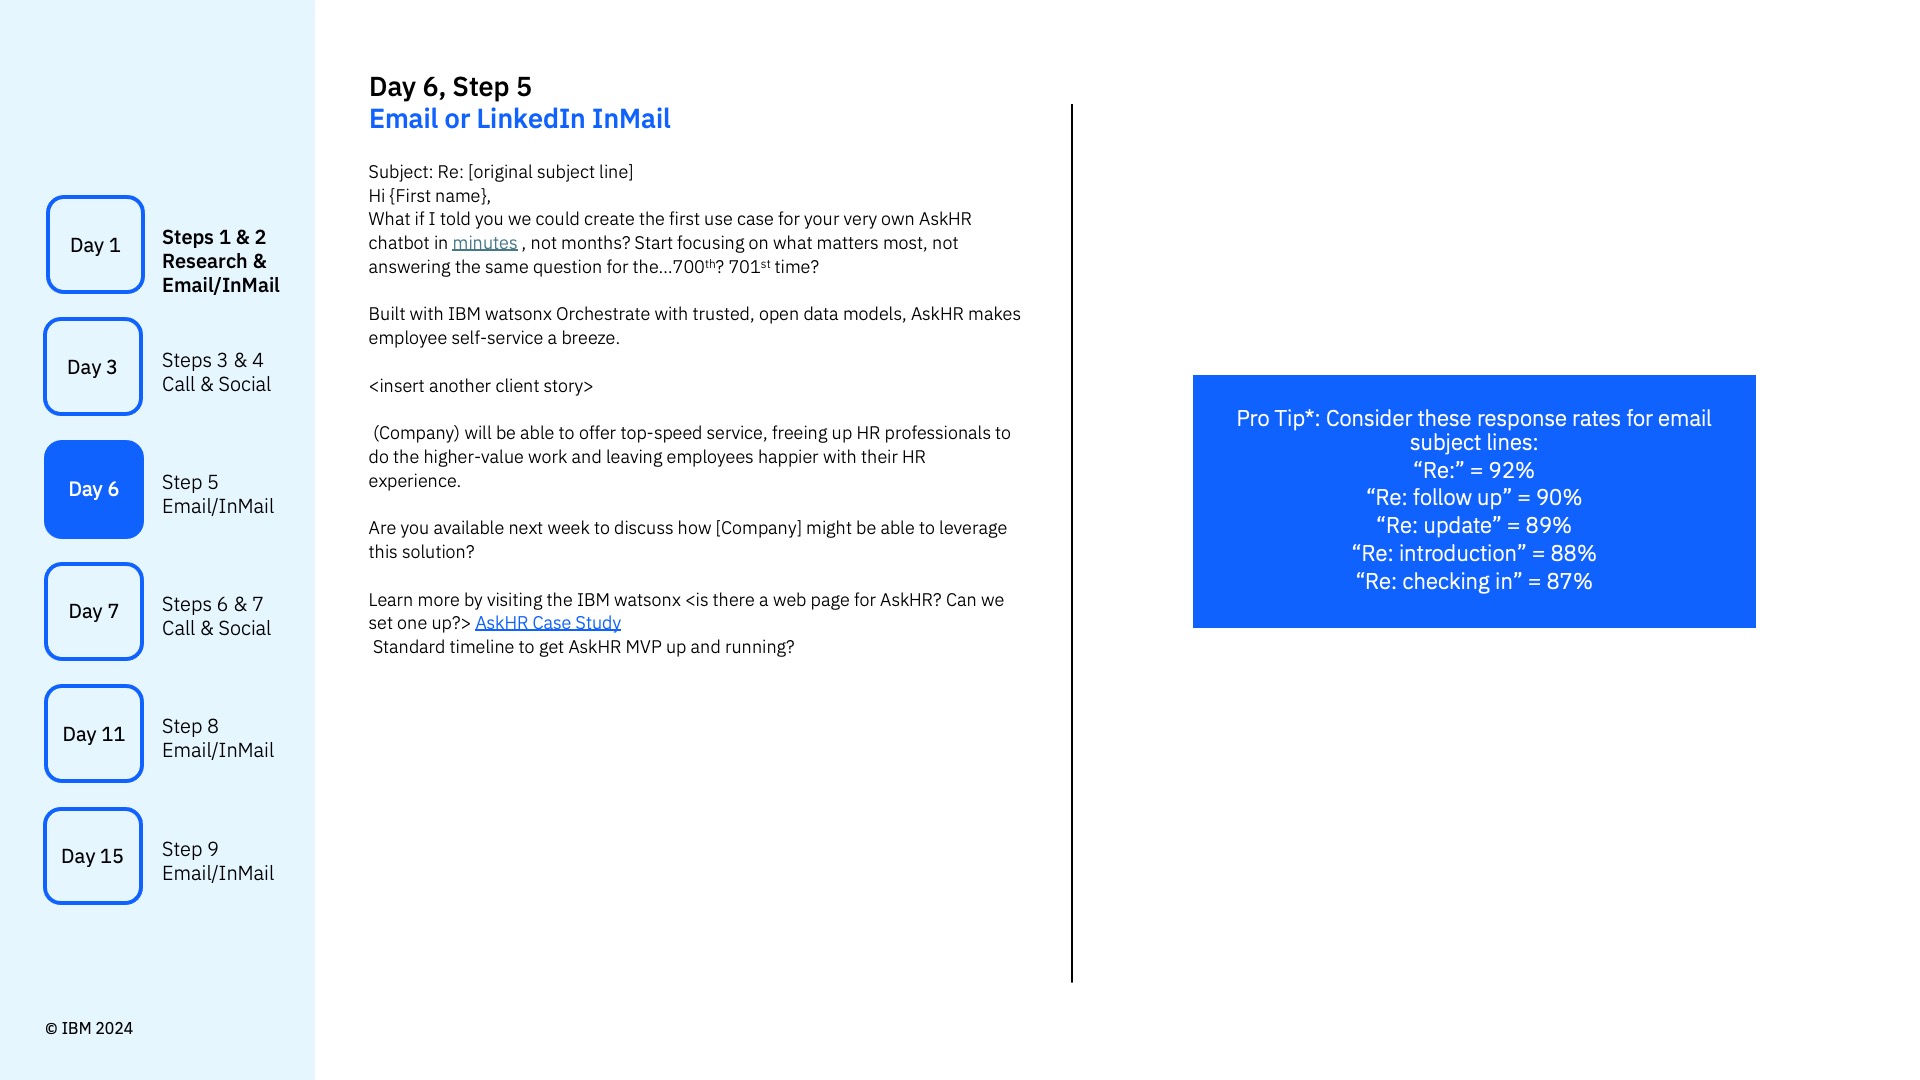 Day 1
Steps 1 & 2
Research &
Email/InMail
Day 3
Steps 3 & 4
Call & Social
Day 6
Step 5
Email/InMail
Day 7
Steps 6 & 7
Call & Social
Day 11
Step 8
Email/InMail
Day 15
Step 9
Email/InMail
© IBM 2024
Day 6, Step 5
Email or LinkedIn InMail
Subject: Re: [original subject line]
Hi {First name},
What if I told you we could create the first use case for your very own AskHR
chatbot in minutes , not months? Start focusing on what matters most, not
answering the same question for the...700th? 701st time?
Built with IBM watsonx Orchestrate with trusted, open data models, AskHR makes
employee self-service a breeze.
<insert another client story>
(Company) will be able to offer top-speed service, freeing up HR professionals to
do the higher-value work and leaving employees happier with their HR
experience.
Are you available next week to discuss how [Company] might be able to leverage
this solution?
Learn more by visiting the IBM watsonx <is there a web page for AskHR? Can we
set one up?> AskHR Case Study
Standard timeline to get AskHR MVP up and running?
Pro Tip*: Consider these response rates for email
subject lines:
“Re:” = 92%
“Re: follow up” = 90%
“Re: update” = 89%
“Re: introduction” = 88%
“Re: checking in” = 87%